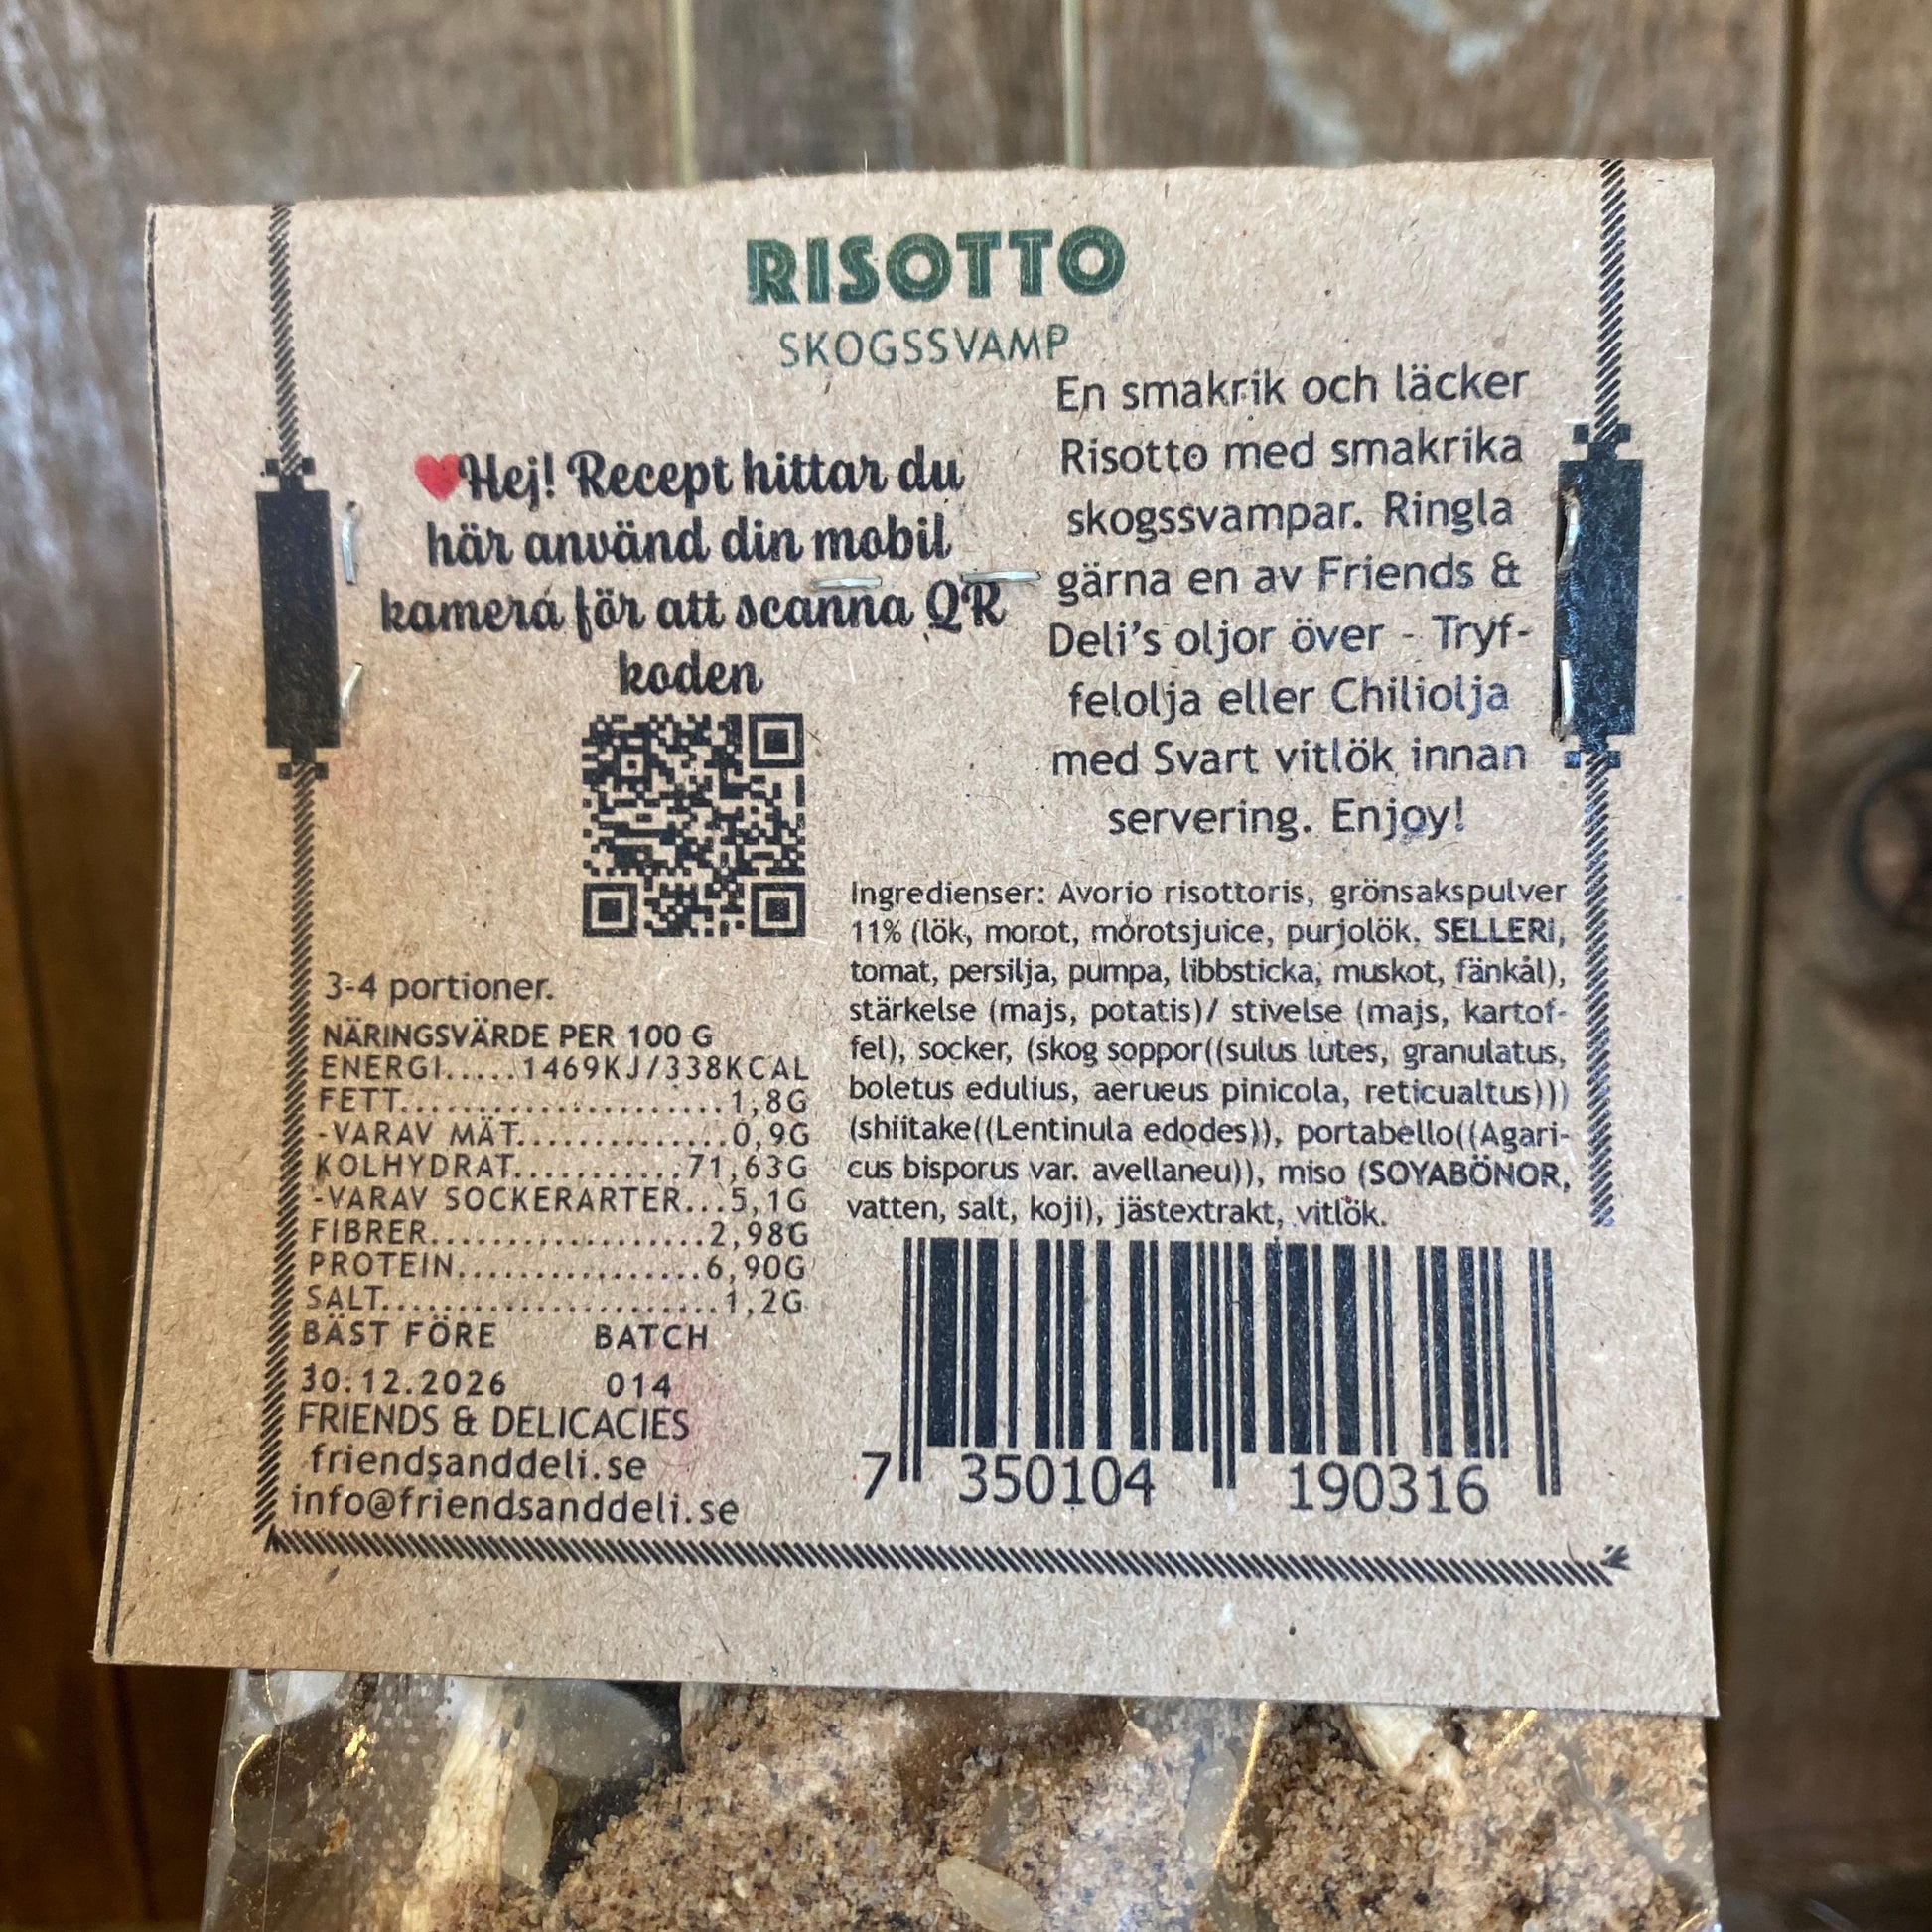 RISOTTO
SKOGSSVAMP
❤Hej! Recept hittar du
här använd din mobil
kamera för att scanna QR
koden
En smakrik och läcker
Risotto med smakrika
skogssvampar. Ringla
gärna en av Friends &
Deli's oljor över - Tryf-
felolja eller Chiliolja
med Svart vitlök innan
servering. Enjoy!
Ingredienser: Avorio risottoris, grönsakspulver
11% (lök, morot, morotsjuice, purjolök, SELLERI,
tomat, persilja, pumpa, libbsticka, muskot, fänkål),
stärkelse (majs, potatis)/ stivelse (majs, kartof-
fel), socker, (skog soppor((sulus lutes, granulatus,
boletus edulius, aerueus pinicola, reticualtus)))
(shiitake((Lentinula edodes)), portabello((Agari-
cus bisporus var. avellaneu)), miso (SOYABÖNOR,
vatten, salt, koji), jästextrakt, vitlök.
3-4 portioner.
NÄRINGSVÄRDE PER 100 G
ENERGI.....1469KJ/338KCAL
FETT.......................1,8G
-VARAV MÄT...............0,9G
KOLHYDRAT............71,63G
-VARAV SOCKERARTER...5,1G
FIBRER...................2,98G
PROTEIN.................6,90G
SALT.......................1,2G
BÄST FÖRE BATCH
30.12.2026 014
FRIENDS & DELICACIES
friendsanddeli.se
info@friendsanddeli.se
7 350104 190316